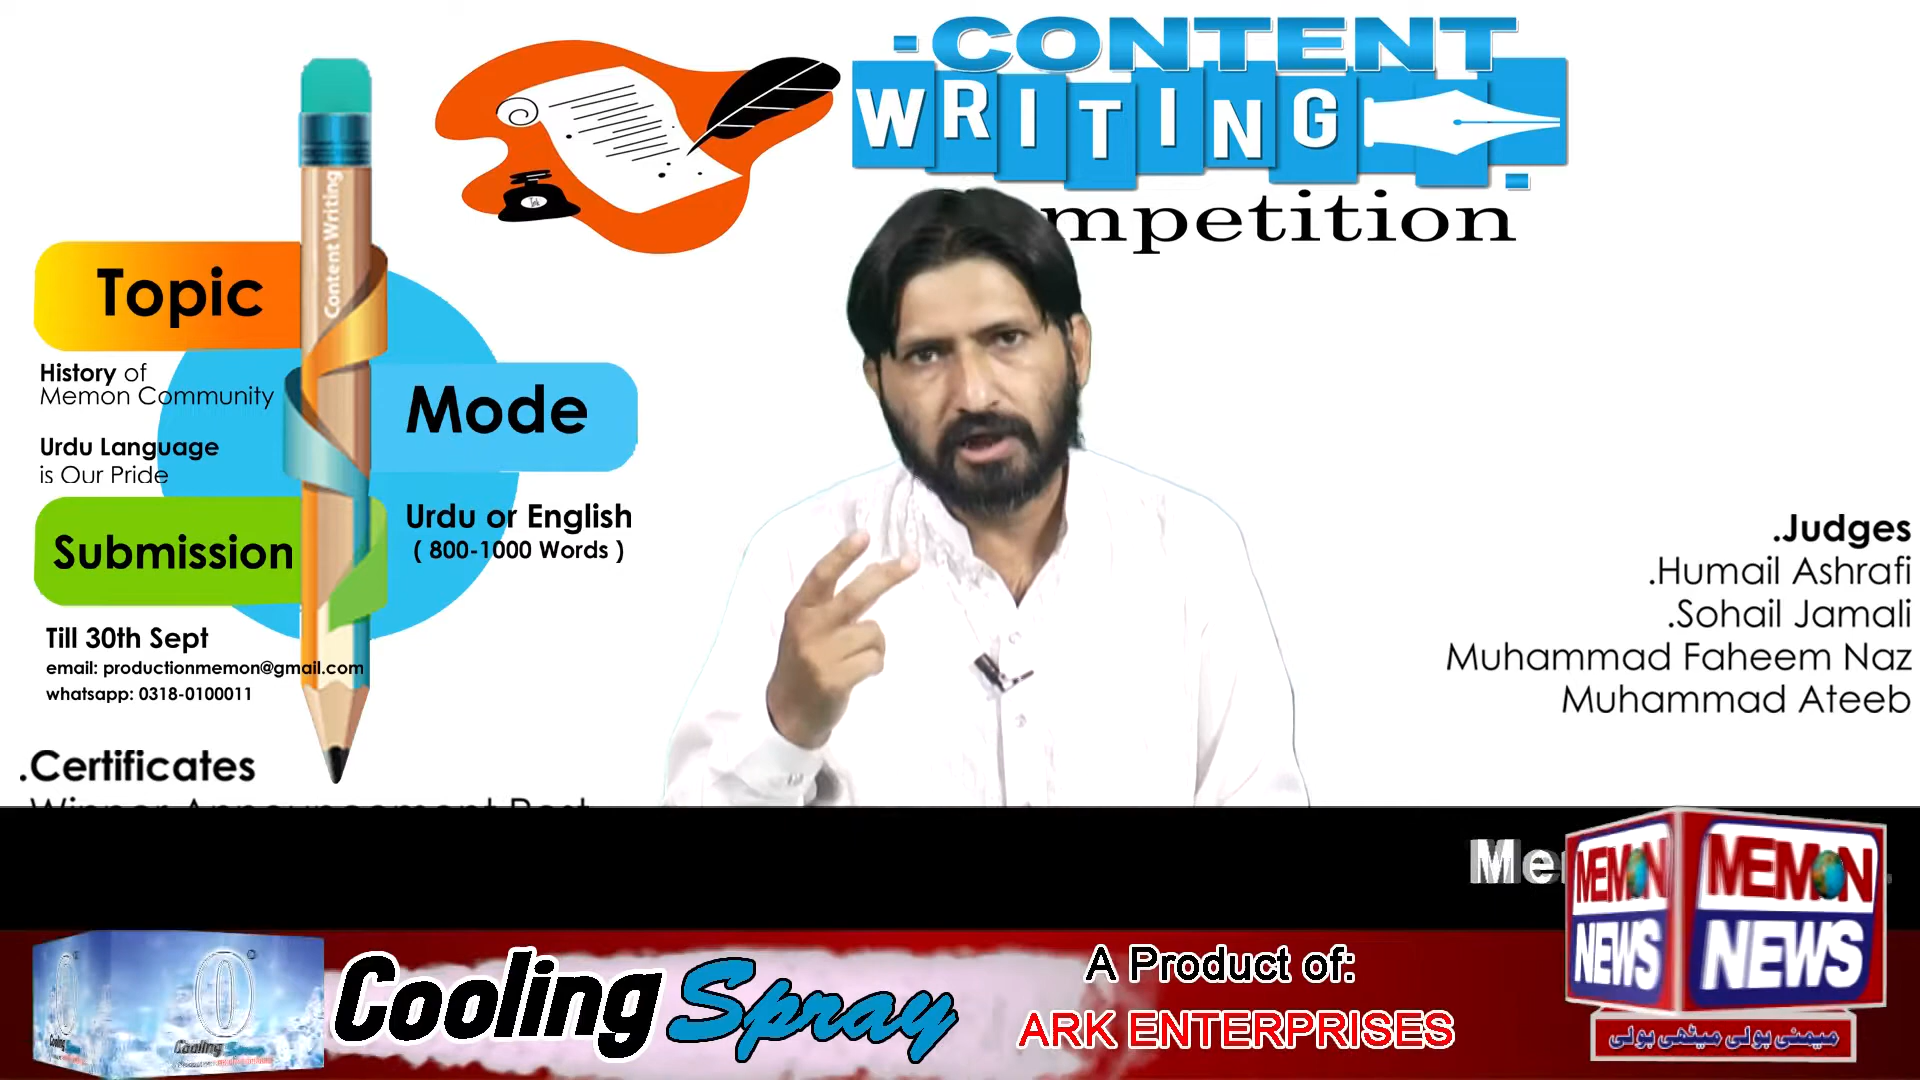 CONTENT
WRITING
mpetition
Content Writing
Topic
History of
Memon Community
Urdu Language
is Our Pride
Mode
Urdu or English
( 800-1000 Words )
Submission
Till 30th Sept
email: productionmemon@gmail.com
whatsapp: 0318-0100011
.Certificates
.Judges
.Humail Ashrafi
.Sohail Jamali
Muhammad Faheem Naz
Muhammad Ateeb
MEMON
NEWS
MEMON
NEWS
میمنی بولی میٹھی بولی
0°
Cooling
Cooling Spray
A Product of:
ARK ENTERPRISES